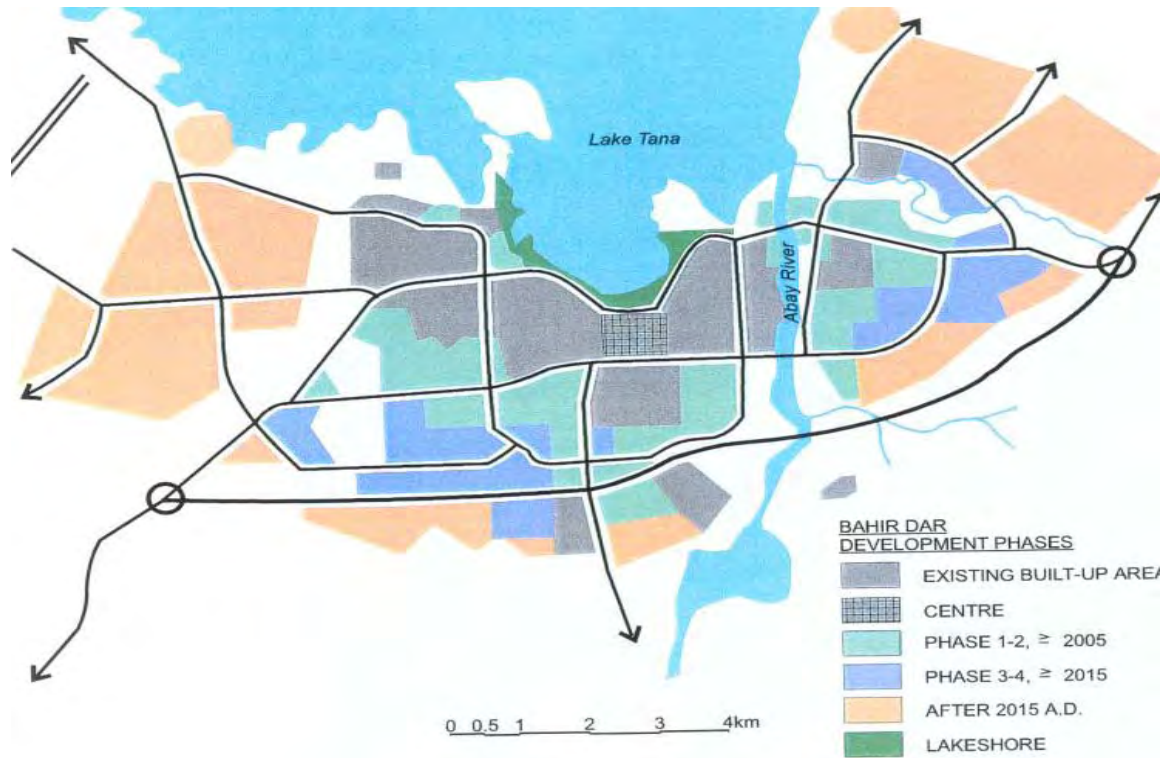 Lake Tana
Abay River
BAHIR DAR
DEVELOPMENT PHASES
EXISTING BUILT-UP AREA
CENTRE
PHASE 1-2, ≥ 2005
PHASE 3-4, ≥ 2015
AFTER 2015 A.D.
LAKESHORE
0 0.5 1 2 3 4km